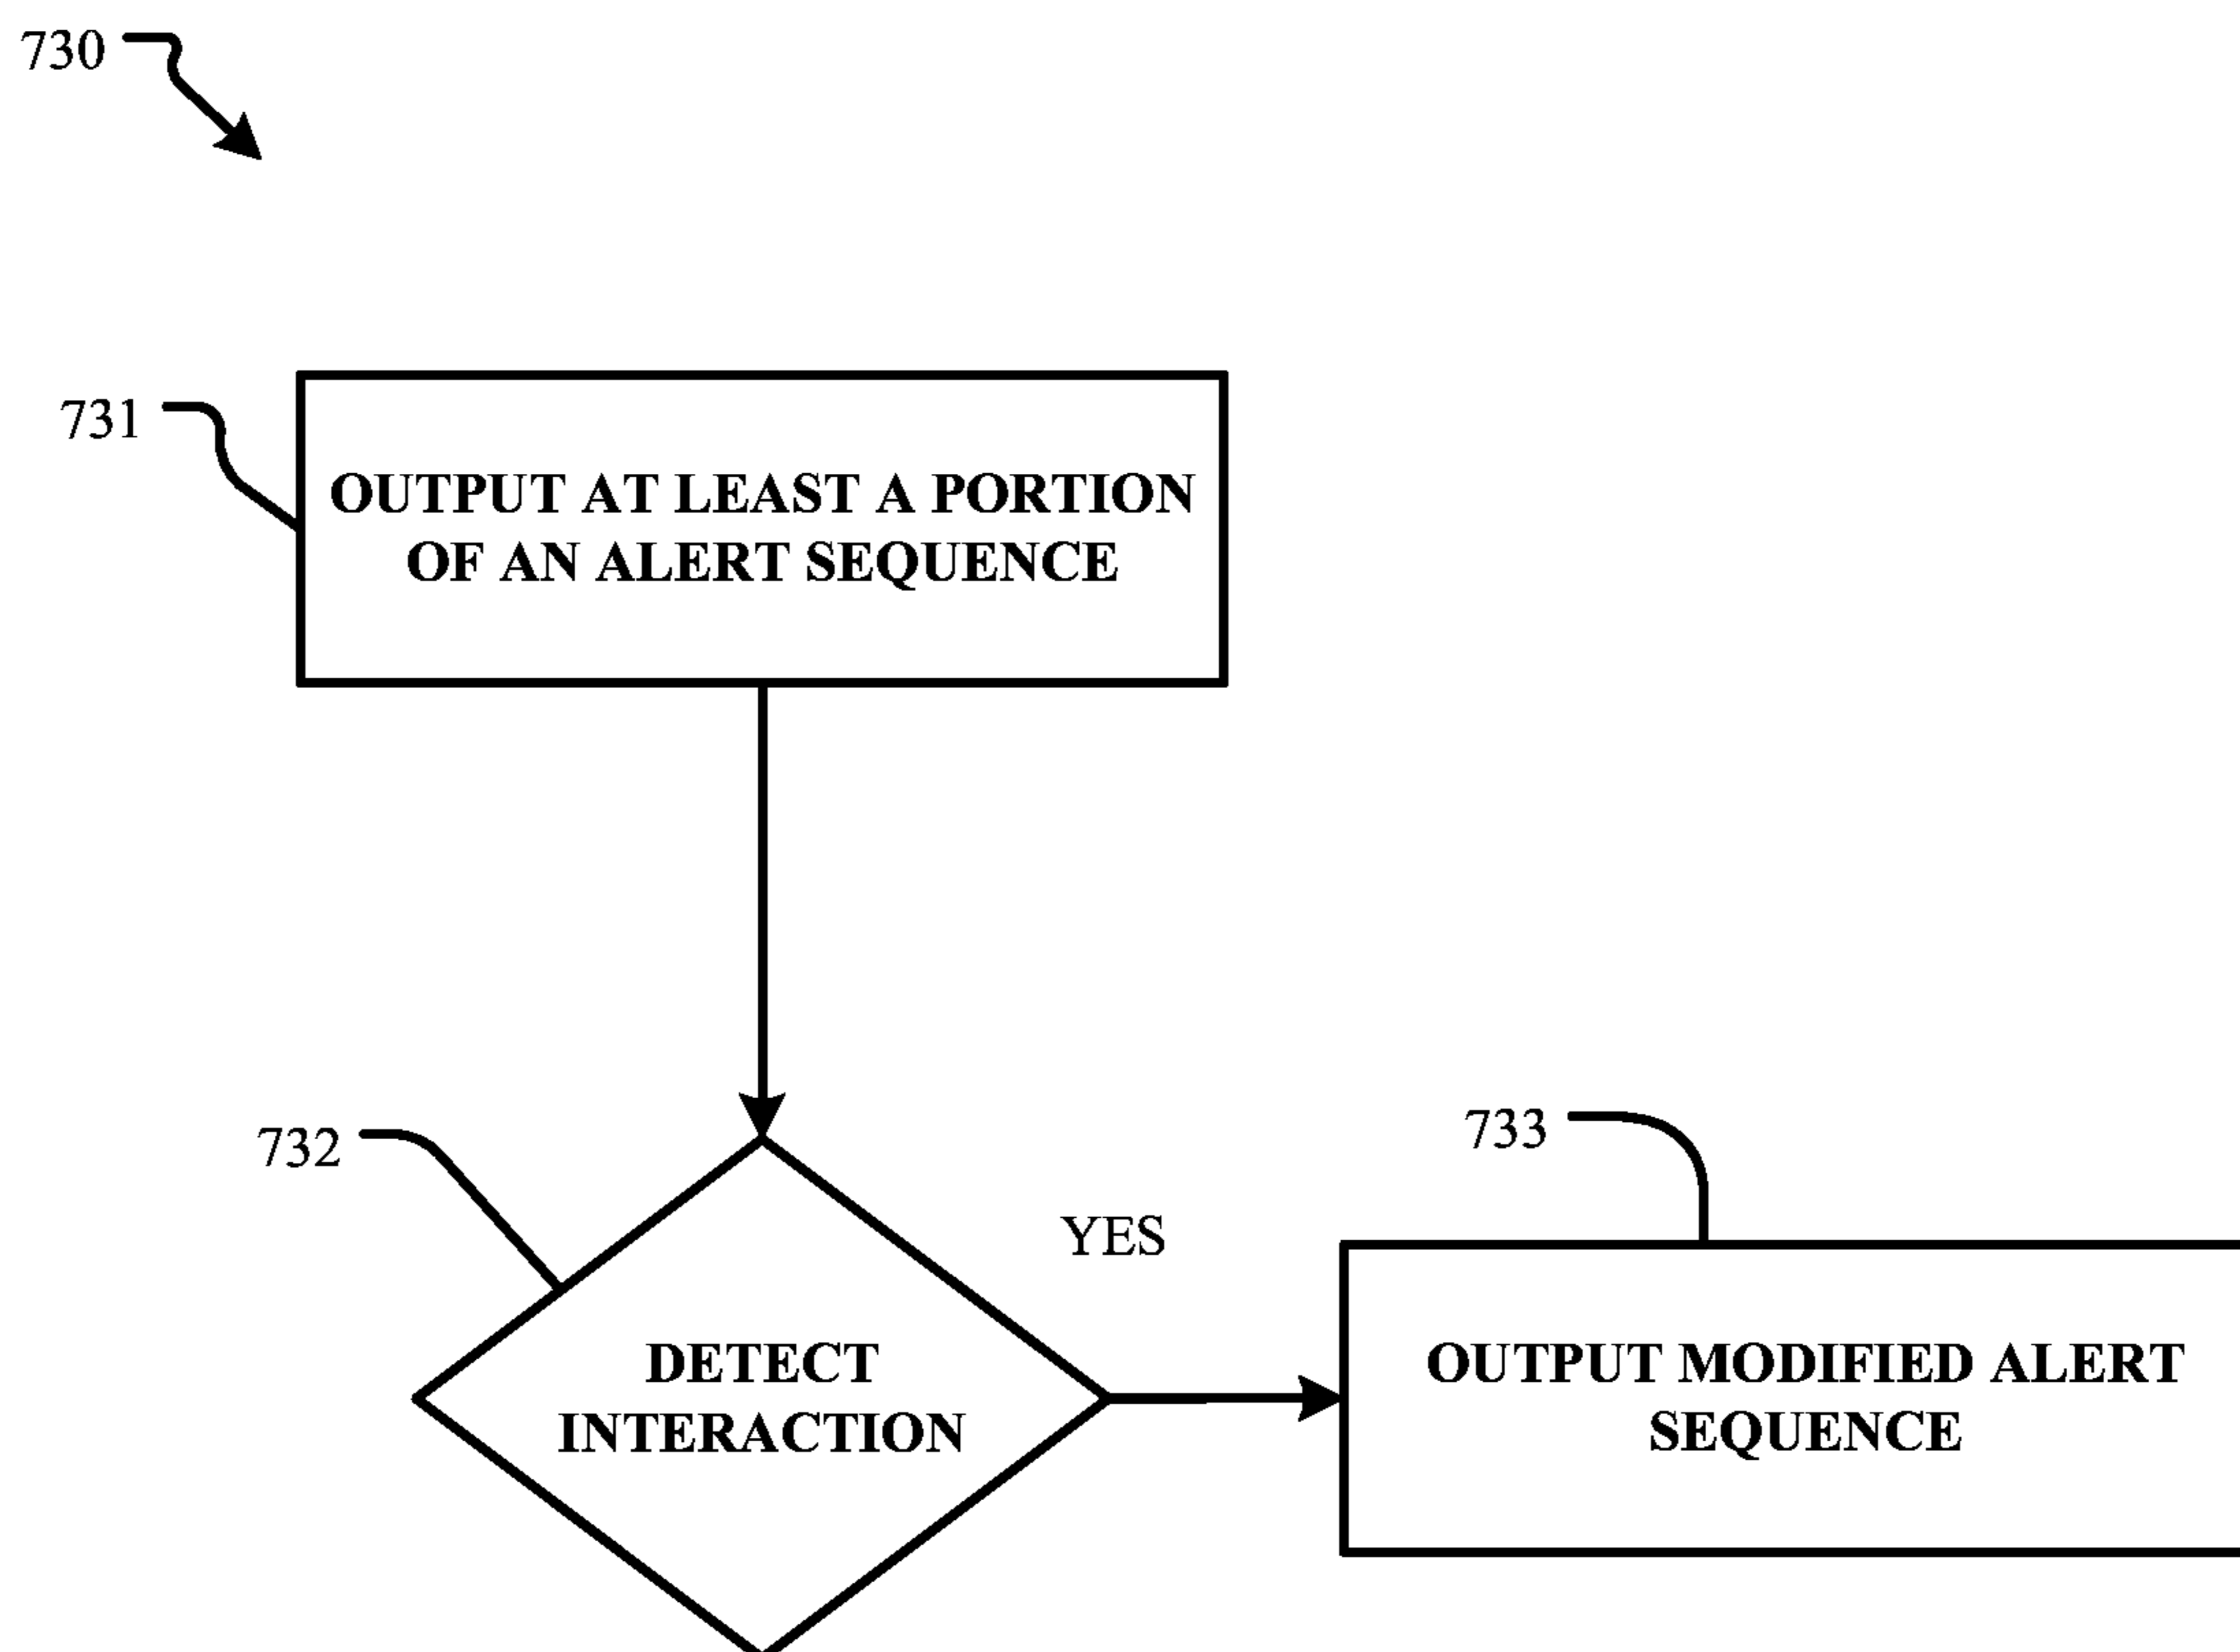 730
731
OUTPUT AT LEAST A PORTION
OF AN ALERT SEQUENCE
732
YES
733
DETECT
INTERACTION
OUTPUT MODIFIED ALERT
SEQUENCE